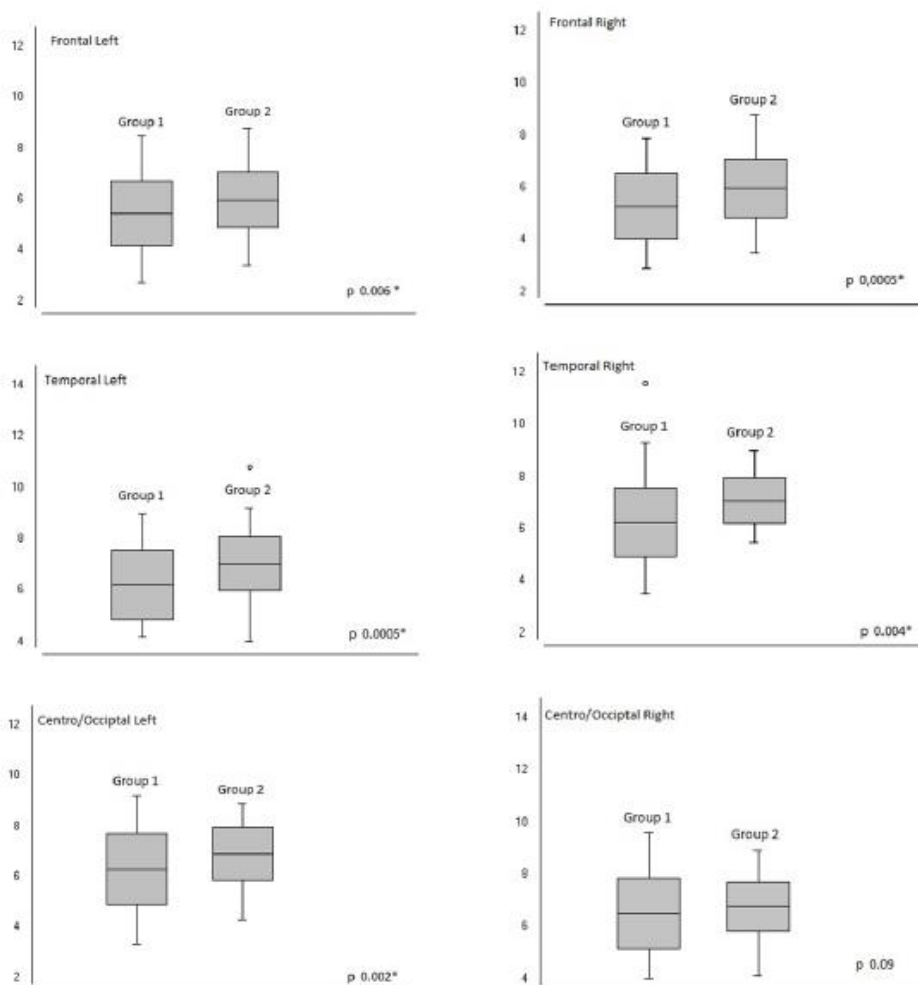 Frontal Left
12
10
8
6
4
2
Group 1
Group 2
p 0.006 *
Frontal Right
12
10
8
6
4
2
Group 1
Group 2
p 0,0005*
Temporal Left
14
12
10
8
6
4
Group 1
Group 2
p 0.0005*
Temporal Right
12
10
8
6
4
2
Group 1
Group 2
p 0.004*
Centro/Occiptal Left
12
10
8
6
4
2
Group 1
Group 2
p 0.002*
Centro/Occiptal Right
14
12
10
8
6
4
Group 1
Group 2
p 0.09